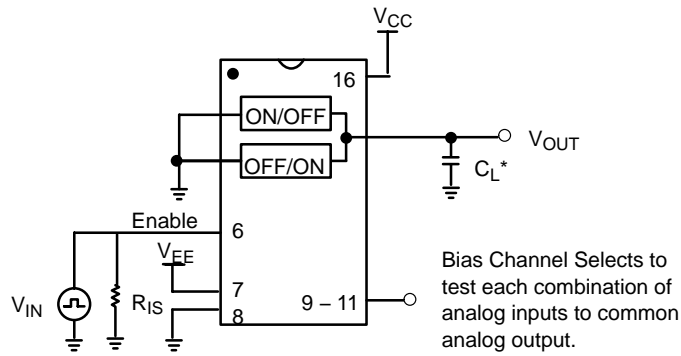 VCC
16
ON/OFF
VOUT
OFF/ON
CL*
Enable
6
VEE
Bias Channel Selects to
test each combination of
analog inputs to common
analog output.
VIN
RIS
7
9 – 11
8